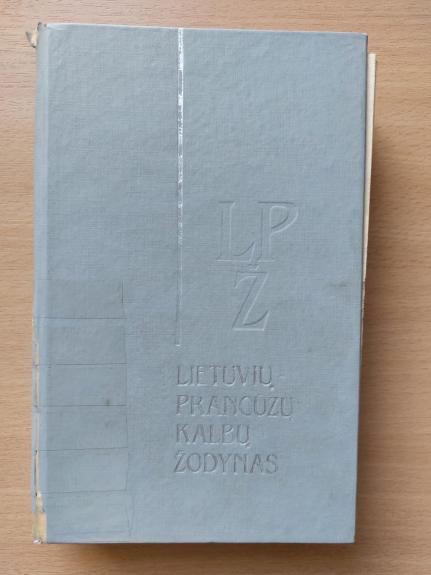 LP
Ž
LIETUVIŲ
PRANCŪZŲ
KALBŲ
ŽODYNAS